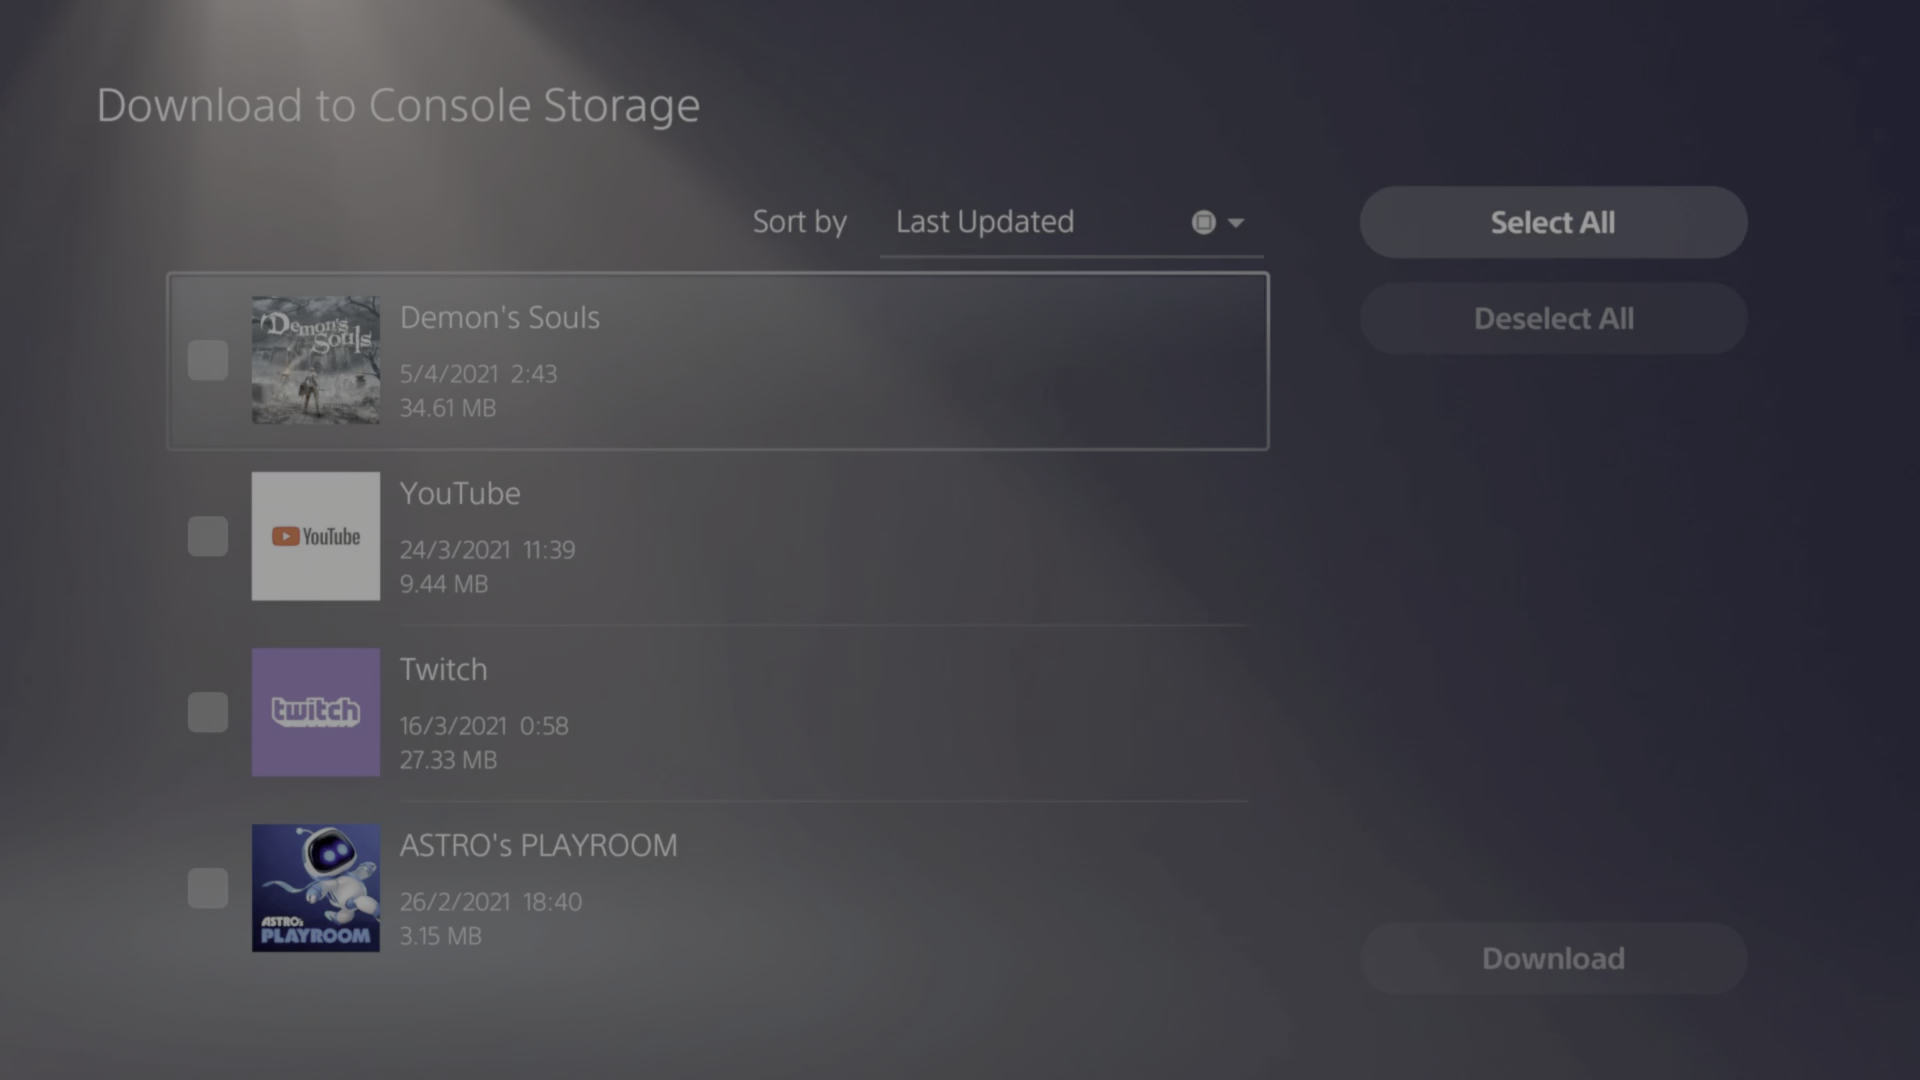 Download to Console Storage
Sort by Last Updated
Select All
Deselect All
Demon's Souls
Demon's Souls
5/4/2021 2:43
34.61 MB
YouTube
YouTube
24/3/2021 11:39
9.44 MB
twitch
Twitch
16/3/2021 0:58
27.33 MB
ASTRO's
PLAYROOM
ASTRO's PLAYROOM
26/2/2021 18:40
3.15 MB
Download